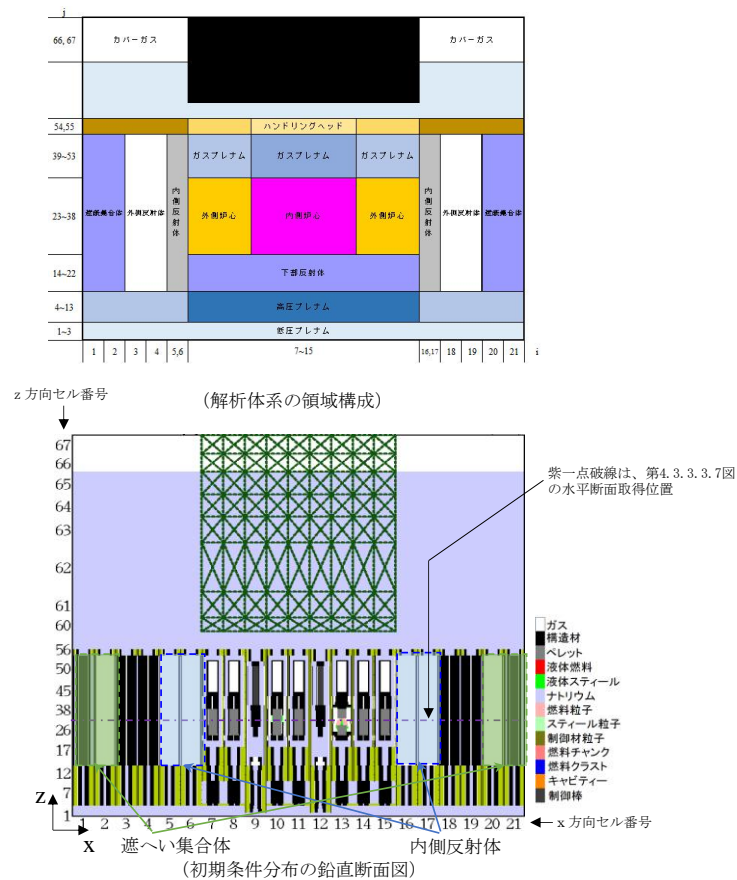 j
66,67
カバーガス
カバーガス
54,55
ハンドリングヘッド
39~53
ガスプレナム
ガスプレナム
ガスプレナム
23~38
遮蔽集合体
外側反射体
内側反射体
外側炉心
内側炉心
外側炉心
内側反射体
外側反射体
遮蔽集合体
14~22
下部反射体
4~13
高圧プレナム
1~3
低圧プレナム
1 2 3 4 5,6 7~15 16,17 18 19 20 21 i
(解析体系の領域構成)
z 方向セル番号
67
66
65
64
63
62
61
60
56
50
45
38
26
17
12
7
1
紫一点破線は、第4.3.3.3.7図
の水平断面取得位置
ガス
構造材
ペレット
液体燃料
液体スティール
ナトリウム
燃料粒子
スティール粒子
制御材粒子
燃料チャンク
燃料クラスト
キャビティー
制御棒
Z
X
1 2 3 4 5 6 7 8 9 10 11 12 13 14 15 16 17 18 19 20 21
x 方向セル番号
遮へい集合体
内側反射体
(初期条件分布の鉛直断面図)